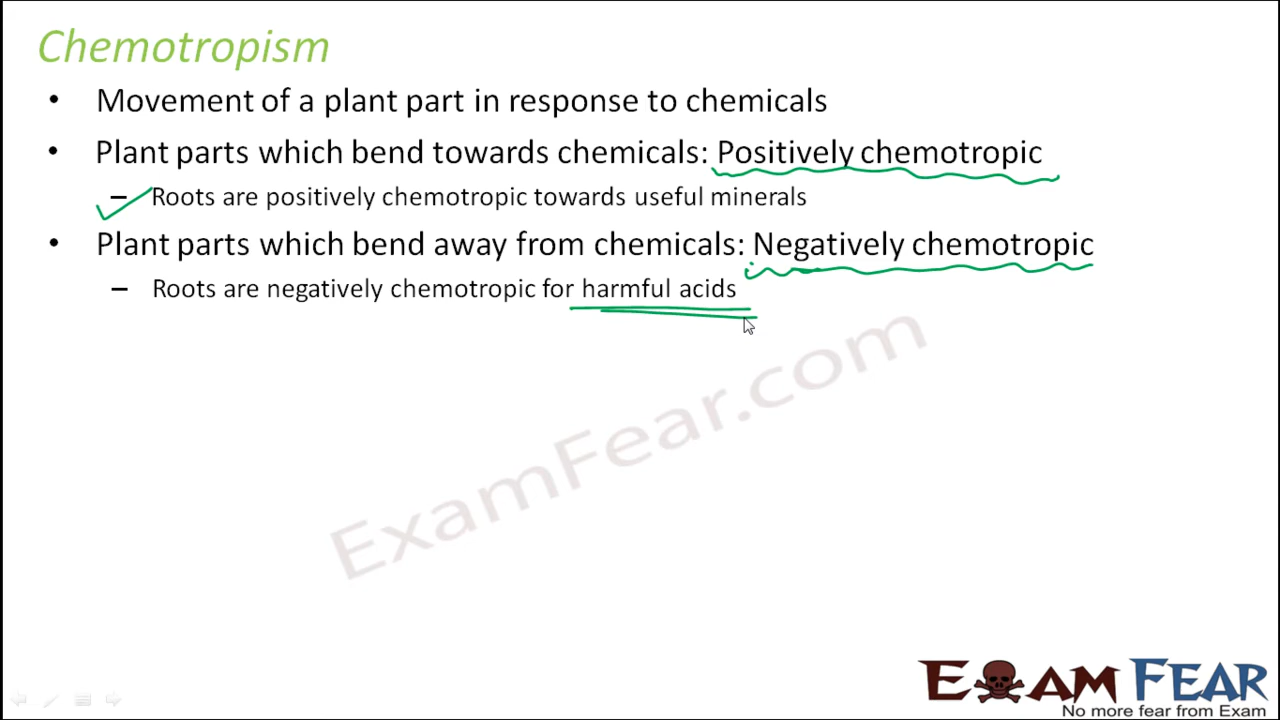 Chemotropism
• Movement of a plant part in response to chemicals
• Plant parts which bend towards chemicals: Positively chemotropic
– Roots are positively chemotropic towards useful minerals
• Plant parts which bend away from chemicals: Negatively chemotropic
– Roots are negatively chemotropic for harmful acids
ExamFear.com
EXAM FEAR
No more fear from Exam